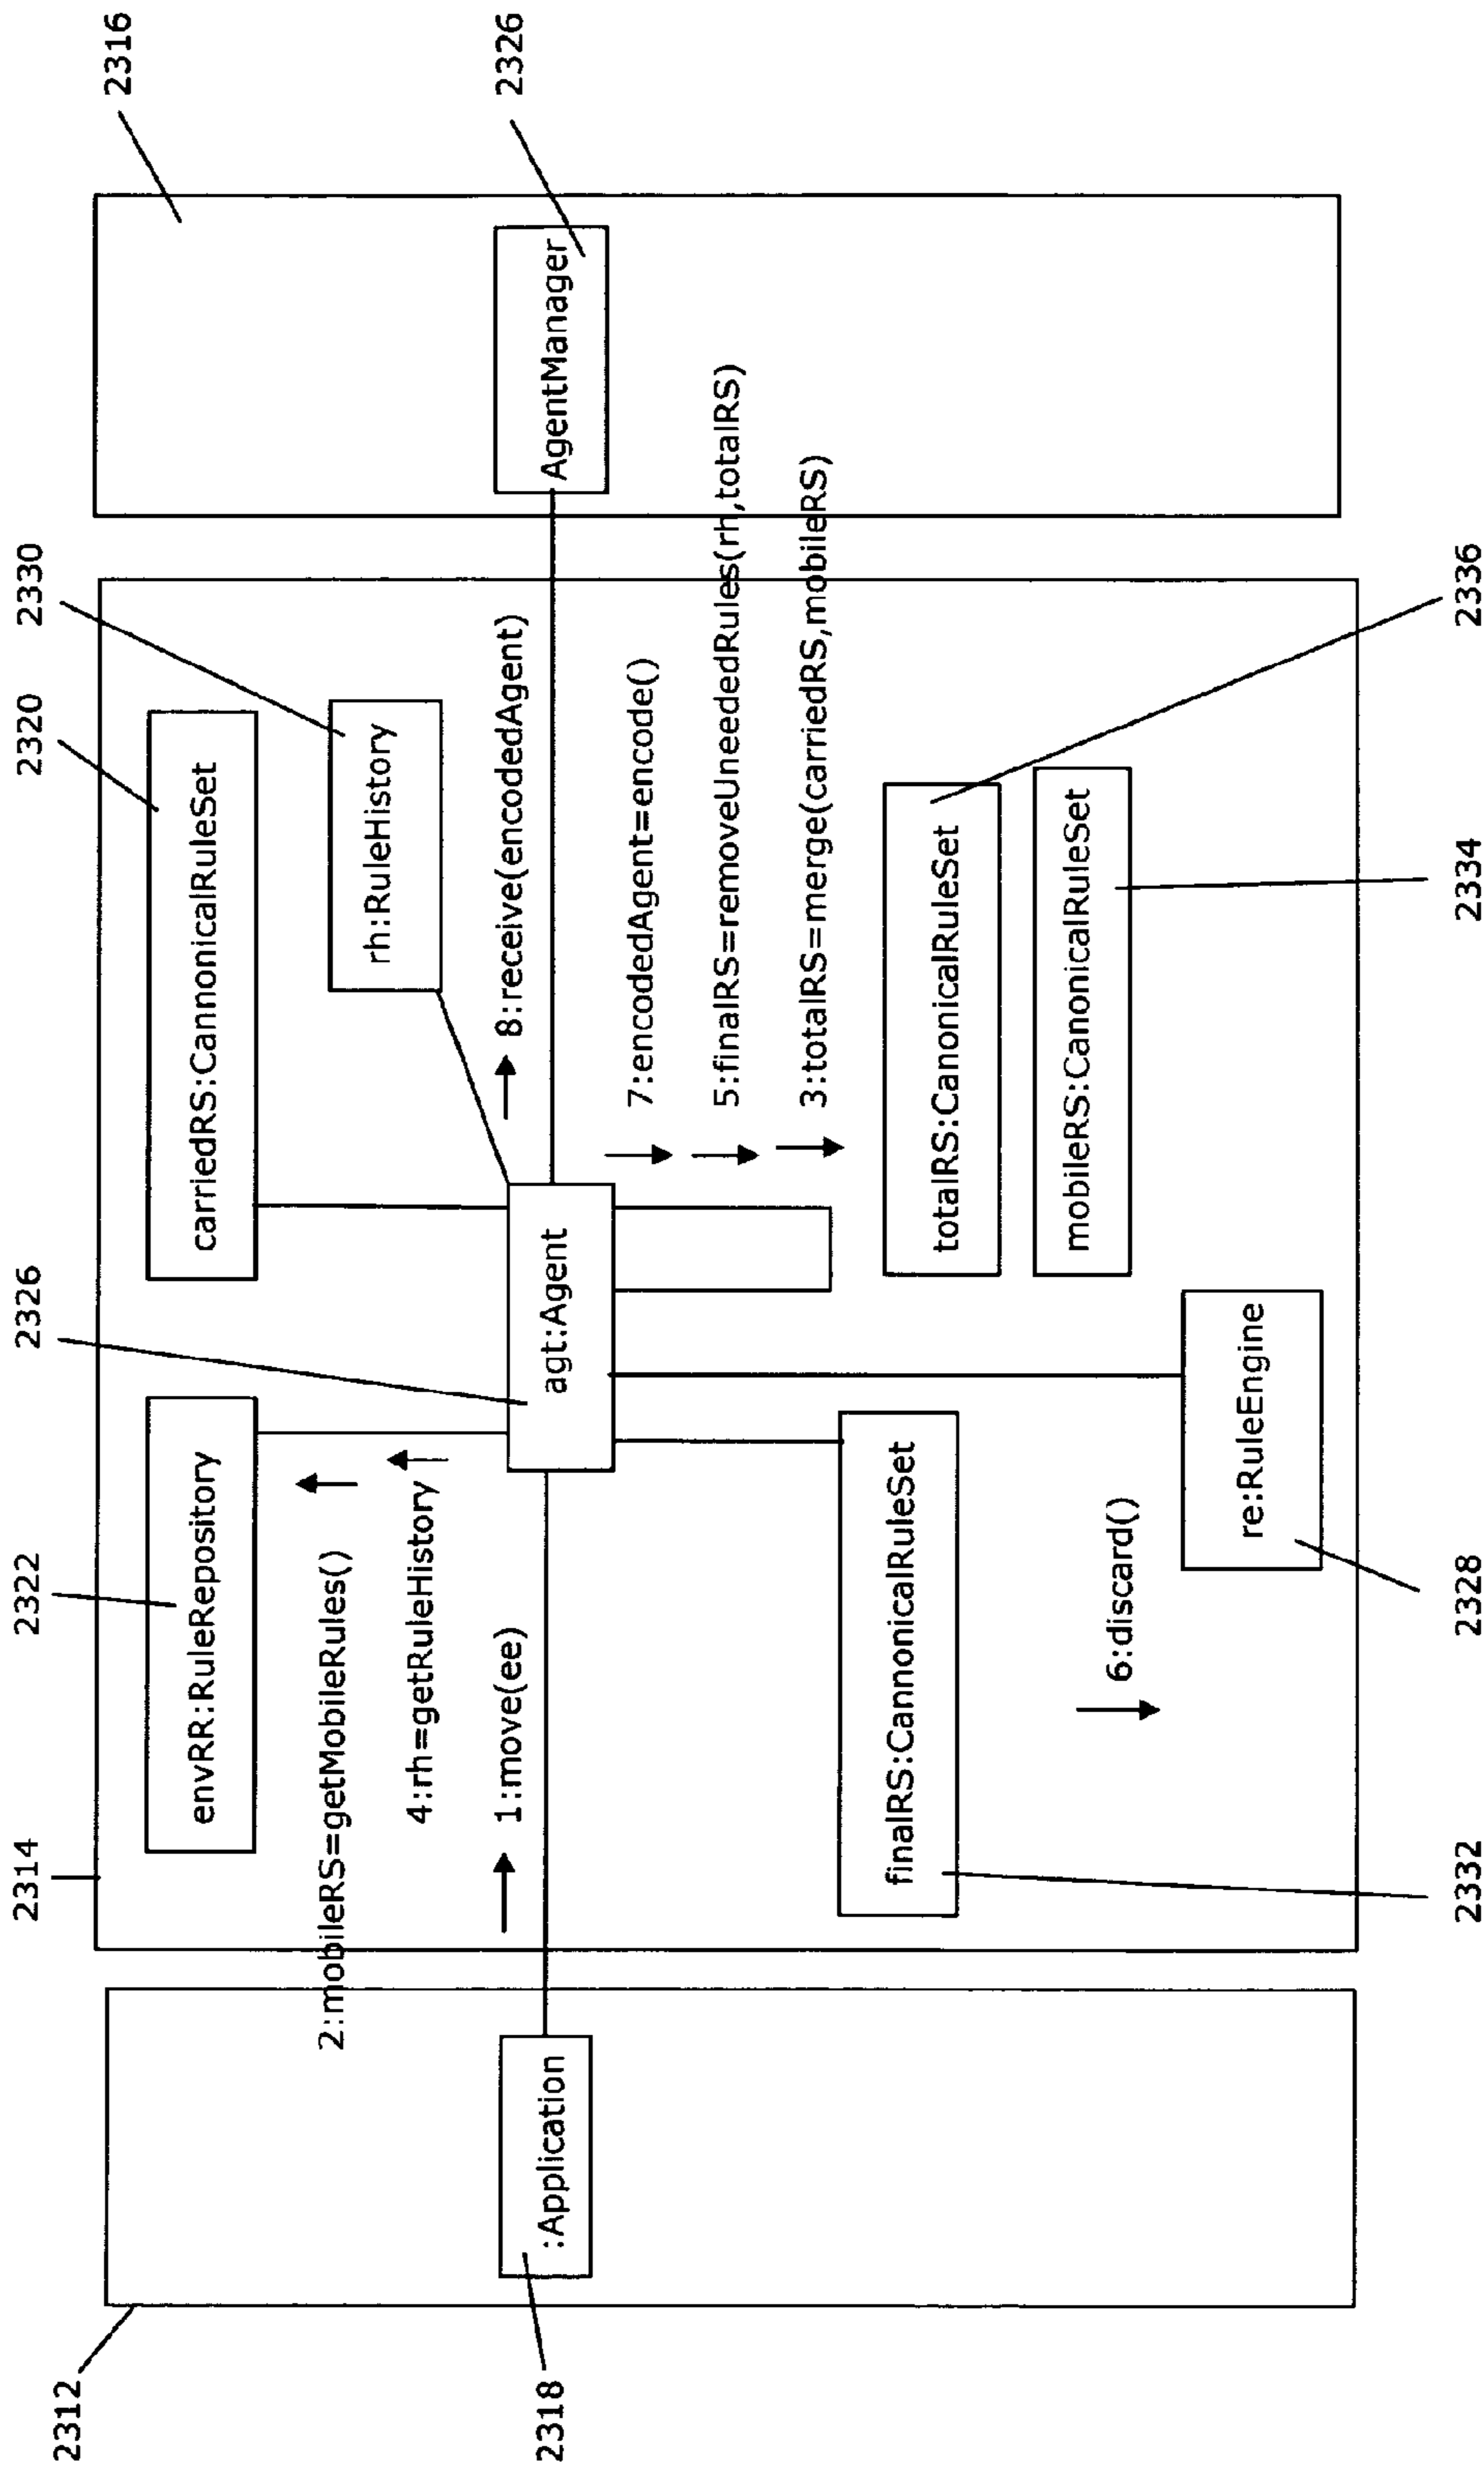 2316
2326
2320
2330
2326
2322
2314
2312
2318
carriedRS:CannonicalRuleSet
rh:RuleHistory
envRR:RuleRepository
2:mobileRS=getMobileRules()
4:rh=getRuleHistory
1:move(ee)
:Application
agt:Agent
8:receive(encodedAgent)
AgentManager
7:encodedAgent=encode()
5:finalRS=removeUneededRules(rh,totalRS)
3:totalRS=merge(carriedRS,mobileRS)
totalRS:CanonicalRuleSet
mobileRS:CanonicalRuleSet
finalRS:CannonicalRuleSet
6:discard()
re:RuleEngine
2332
2328
2334
2336